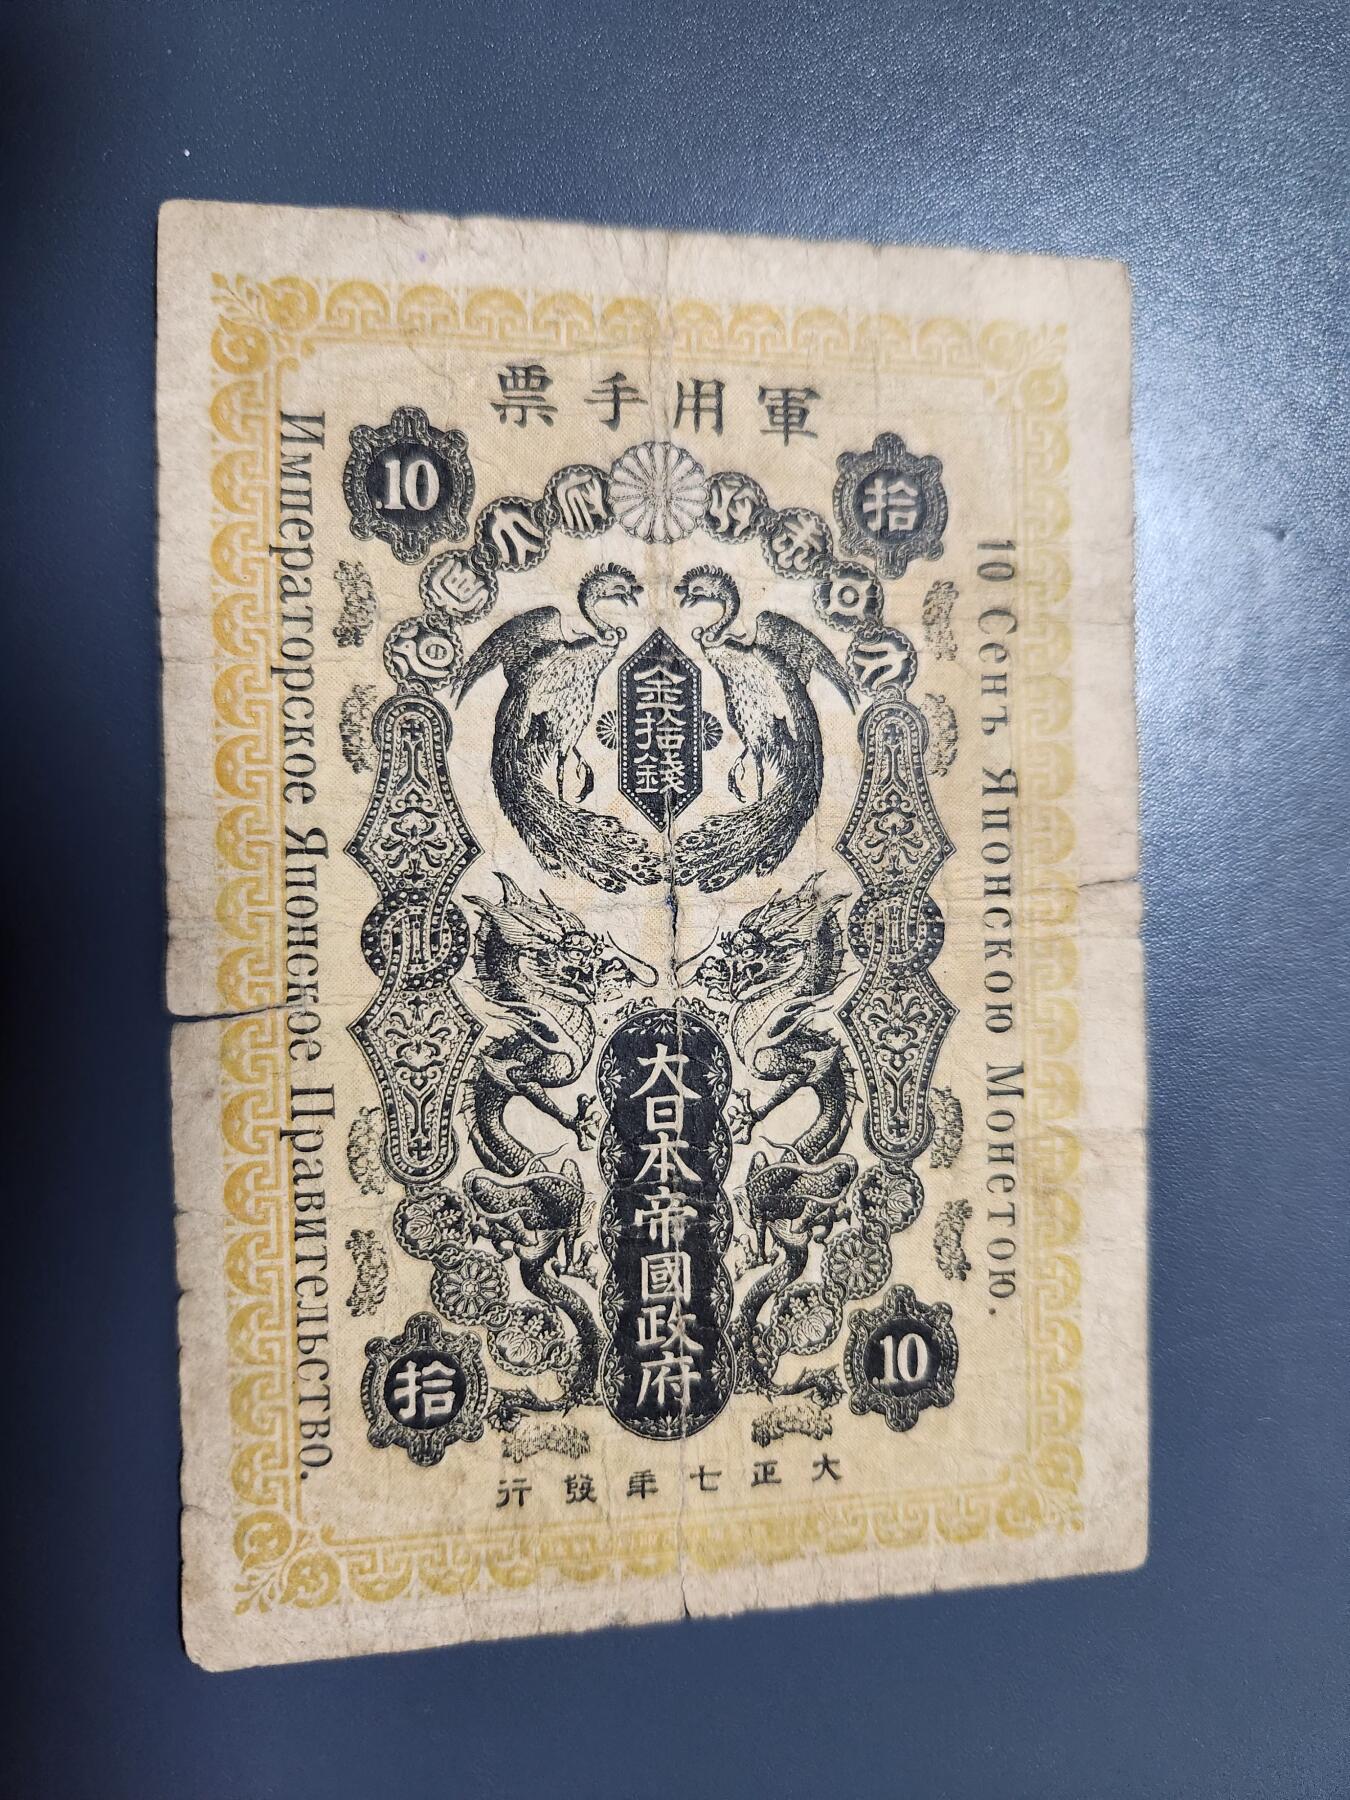 軍用手票
.10
拾
金拾錢
大日本帝國政府
拾
.10
大正七年發行
10 Сенъ Японскою Монетою.
Императорское Японское Правительство.